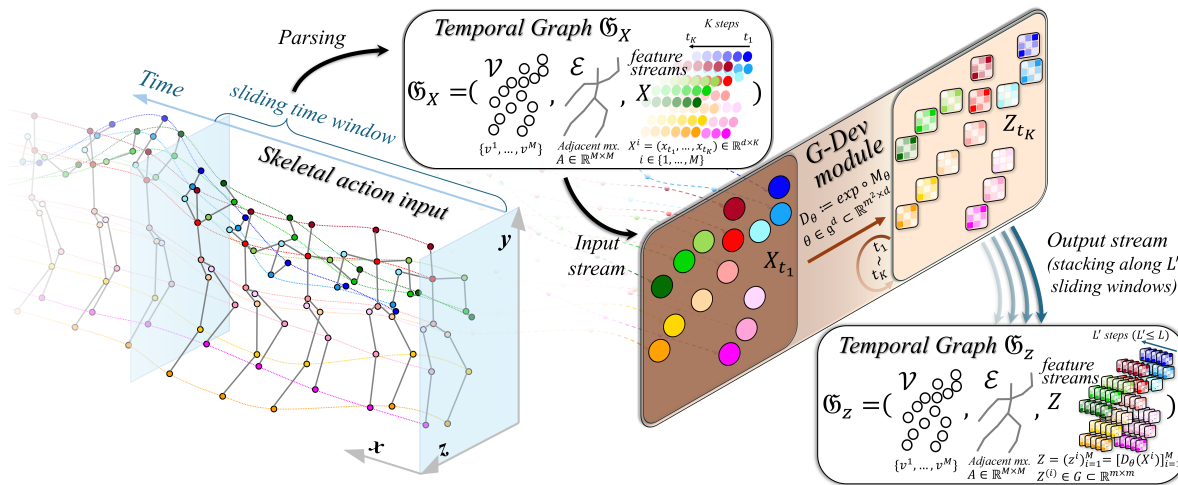 Parsing
Time
sliding time window
Skeletal action input
y
x
z
Temporal Graph 𝔊_X
K steps
t_K t_1
𝒱 ℰ feature
streams
𝔊_X =( , , X )
{v^1, … , v^M}
Adjacent mx.
A ∈ ℝ^{M×M}
X^i = (x_{t_1}, … , x_{t_K}) ∈ ℝ^{d×K}
i ∈ {1, … , M}
Input
stream
X_{t_1}
G-Dev
module
D_θ ≔ exp ∘ M_θ
θ ∈ 𝔤^d ⊂ ℝ^{m^2×d}
t_1
~
t_K
Z_{t_K}
Output stream
(stacking along L'
sliding windows)
Temporal Graph 𝔊_Z
L' steps (L' ≤ L)
𝒱 ℰ feature
streams
𝔊_Z =( , , Z )
{v^1, … , v^M}
Adjacent mx.
A ∈ ℝ^{M×M}
Z = (z^i)_{i=1}^M = [D_θ(X^i)]_{i=1}^M
Z^{(i)} ∈ G ⊂ ℝ^{m×m}